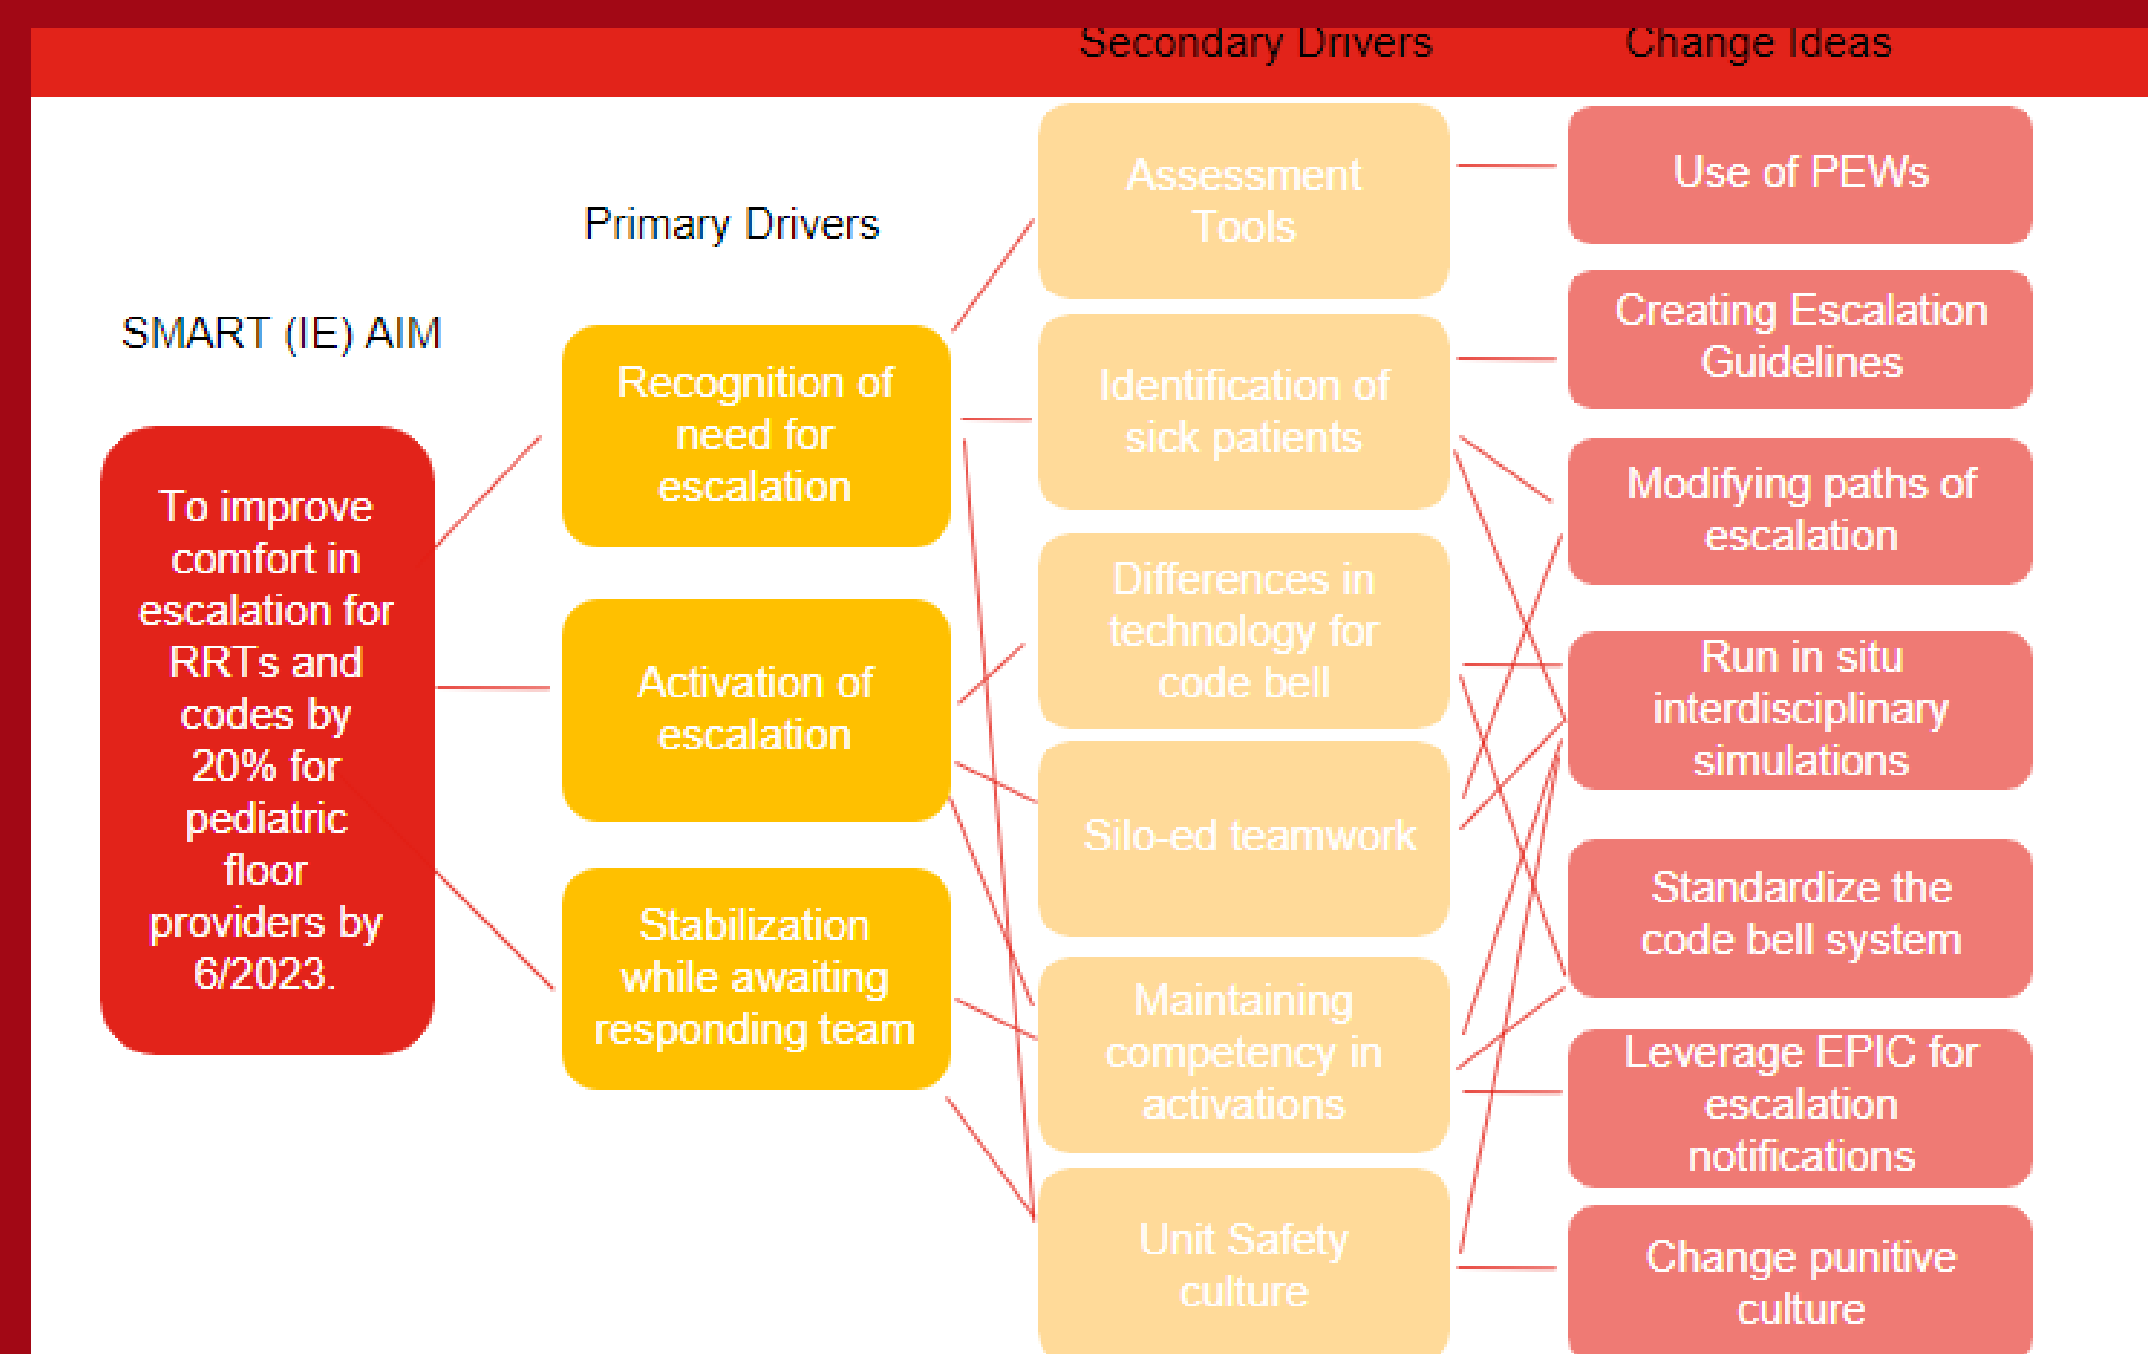 Secondary Drivers
Change Ideas
Primary Drivers
SMART (IE) AIM
To improve
comfort in
escalation for
RRTs and
codes by
20% for
pediatric
floor
providers by
6/2023.
Recognition of
need for
escalation
Activation of
escalation
Stabilization
while awaiting
responding team
Assessment
Tools
Identification of
sick patients
Differences in
technology for
code bell
Silo-ed teamwork
Maintaining
competency in
activations
Unit Safety
culture
Use of PEWs
Creating Escalation
Guidelines
Modifying paths of
escalation
Run in situ
interdisciplinary
simulations
Standardize the
code bell system
Leverage EPIC for
escalation
notifications
Change punitive
culture